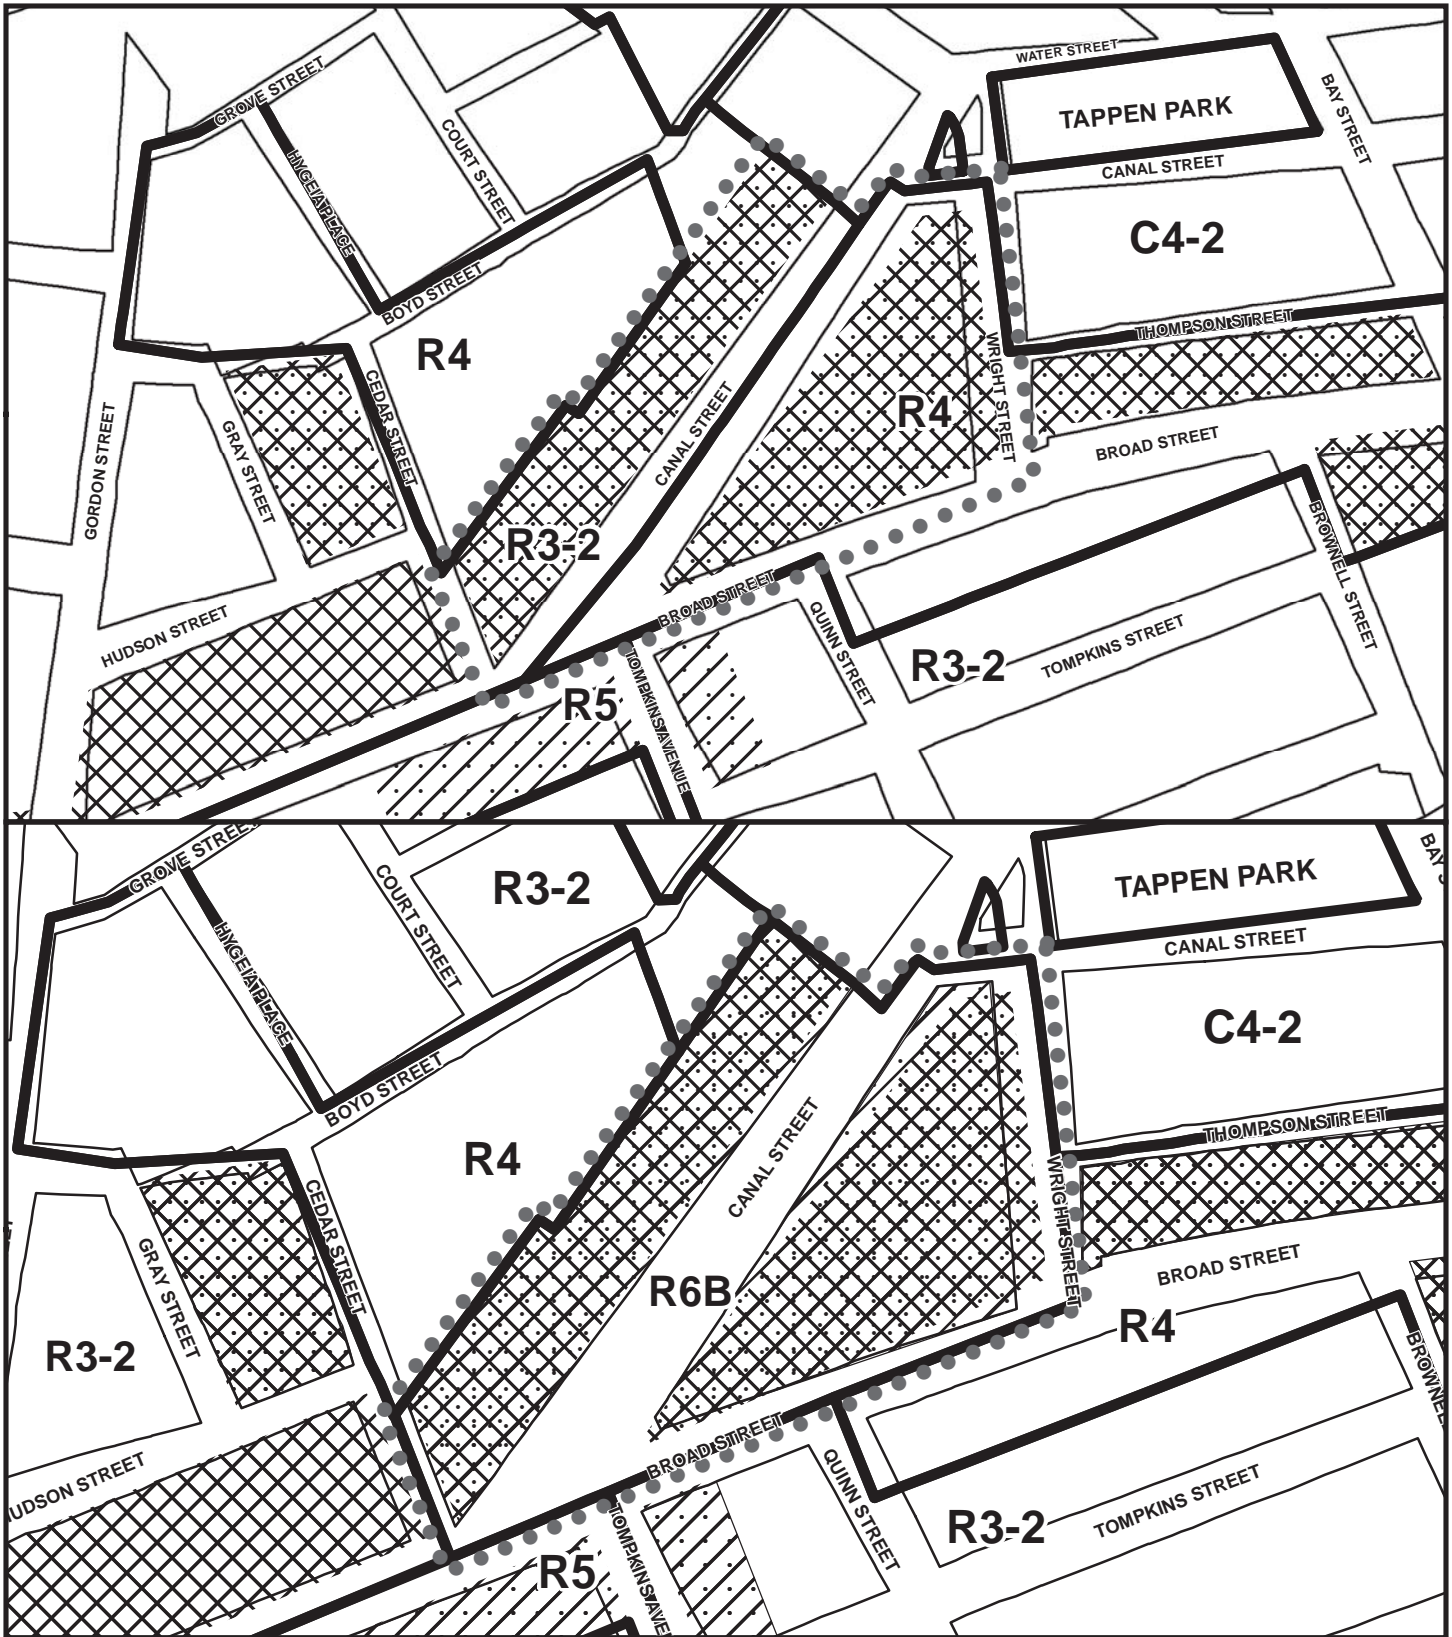 WATER STREET
BAY STREET
TAPPEN PARK
GROVE STREET
COURT STREET
CANAL STREET
HYGEIA PLACE
C4-2
BOYD STREET
THOMPSON STREET
R4
WRIGHT STREET
CEDAR STREET
R4
CANAL STREET
GORDON STREET
GRAY STREET
BROAD STREET
R3-2
BROWNELL STREET
BROAD STREET
HUDSON STREET
QUINN STREET
TOMPKINS STREET
R3-2
R5
TOMPKINS AVENUE
GROVE STREET
BAY S
COURT STREET
R3-2
TAPPEN PARK
CANAL STREET
HYGEIA PLACE
C4-2
BOYD STREET
THOMPSON STREET
R4
CANAL STREET
WRIGHT STREET
CEDAR STREET
GRAY STREET
R6B
BROAD STREET
R3-2
R4
BROWNE
BROAD STREET
UDSON STREET
QUINN STREET
TOMPKINS STREET
R3-2
R5
TOMPKINS AVE